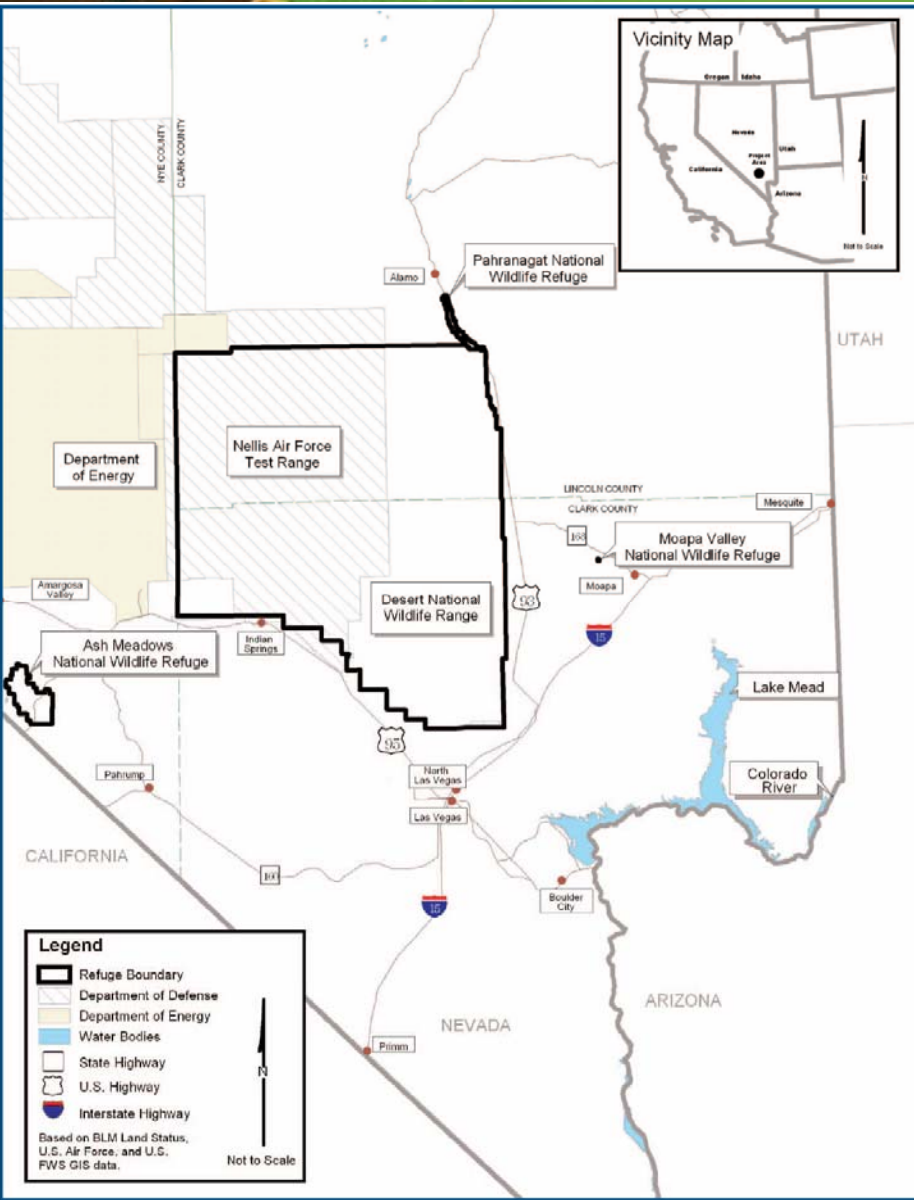 Vicinity Map
Oregon
Idaho
Nevada
Utah
Project
Area
California
Arizona
N
Not to Scale
NYE COUNTY
CLARK COUNTY
Pahranagat National
Wildlife Refuge
Alamo
UTAH
Nellis Air Force
Test Range
Department
of Energy
LINCOLN COUNTY
CLARK COUNTY
Mesquite
168
Moapa Valley
National Wildlife Refuge
Moapa
Amargosa
Valley
Desert National
Wildlife Range
93
15
Indian
Springs
Ash Meadows
National Wildlife Refuge
Lake Mead
95
North
Las Vegas
Las Vegas
Colorado
River
Pahrump
CALIFORNIA
160
Boulder
City
15
ARIZONA
NEVADA
Primm
Legend
Refuge Boundary
Department of Defense
Department of Energy
Water Bodies
State Highway
U.S. Highway
Interstate Highway
Based on BLM Land Status,
U.S. Air Force, and U.S.
FWS GIS data.
N
Not to Scale